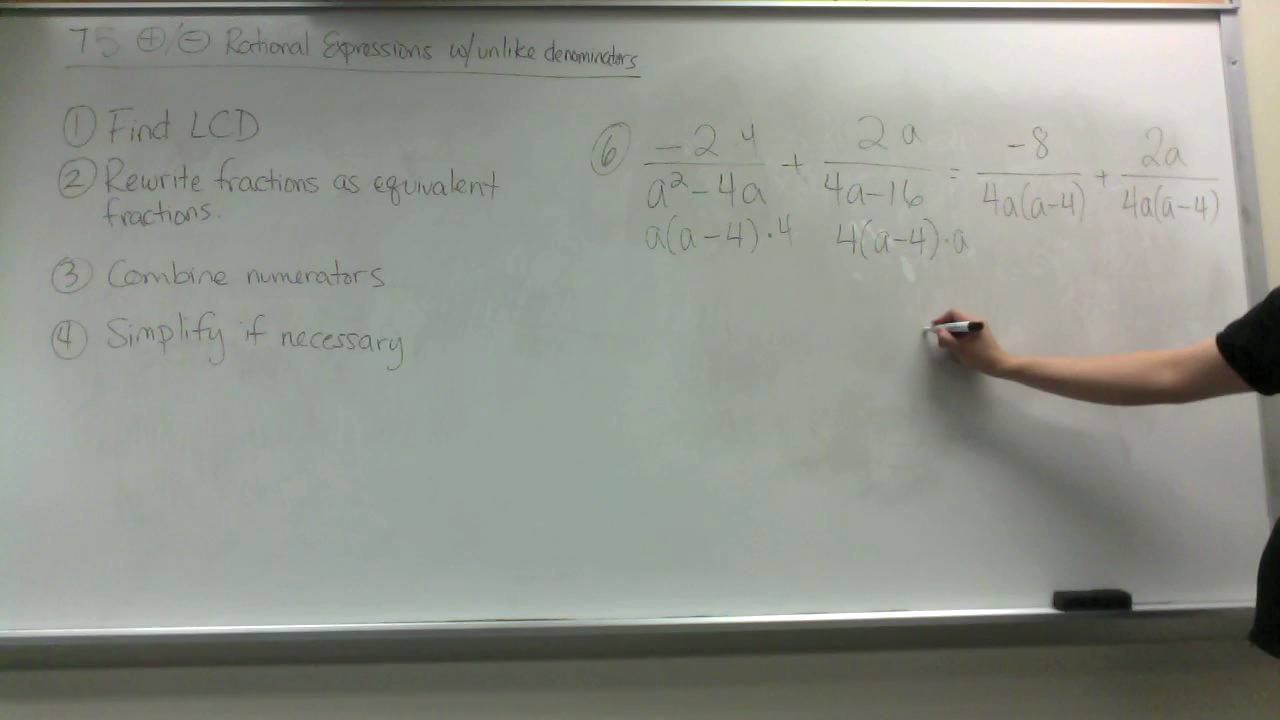 7 5 ⊕/⊖ Rational Expressions w/unlike denominators
① Find LCD
② Rewrite fractions as equivalent
fractions.
③ Combine numerators
④ Simplify if necessary
⑥ -2 4 / a²-4a + 2 a / 4a-16 = -8 / 4a(a-4) + 2a / 4a(a-4)
a(a-4)·4 4(a-4)·a